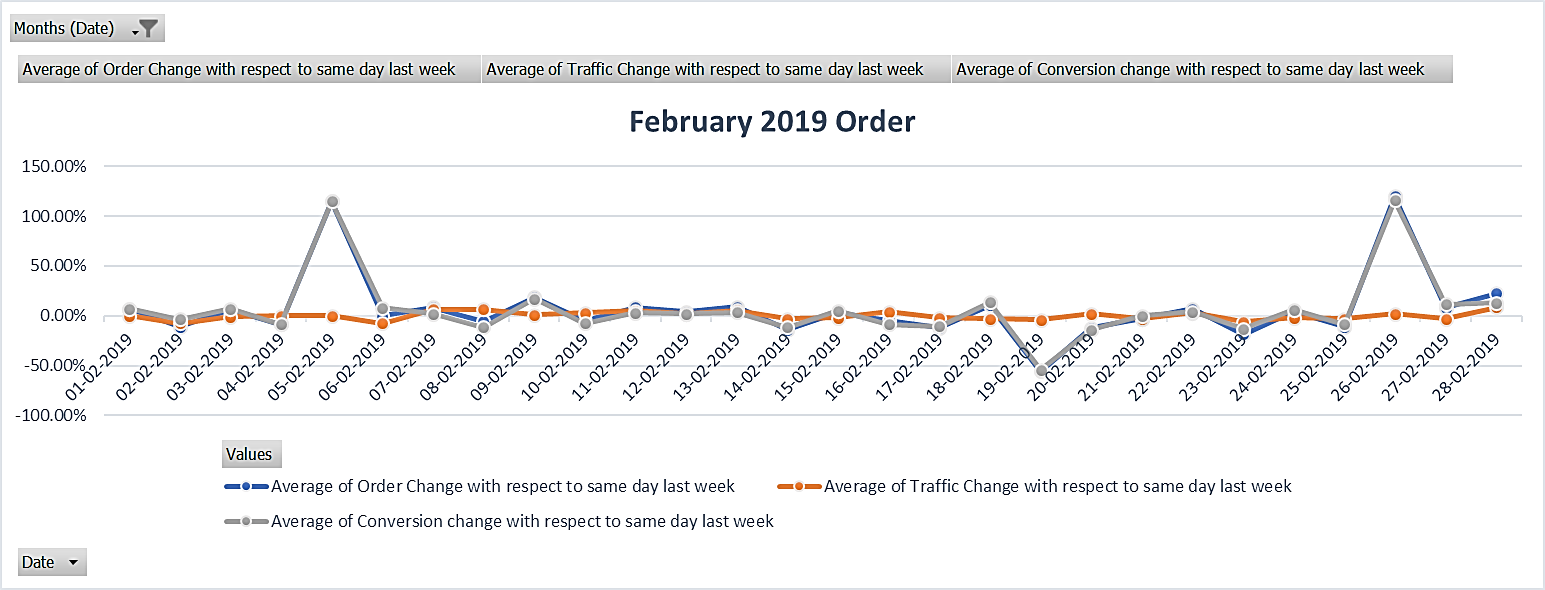 Months (Date)
Average of Order Change with respect to same day last week Average of Traffic Change with respect to same day last week Average of Conversion change with respect to same day last week
February 2019 Order
150.00%
100.00%
50.00%
0.00%
-50.00%
-100.00%
01-02-2019 02-02-2019 03-02-2019 04-02-2019 05-02-2019 06-02-2019 07-02-2019 08-02-2019 09-02-2019 10-02-2019 11-02-2019 12-02-2019 13-02-2019 14-02-2019 15-02-2019 16-02-2019 17-02-2019 18-02-2019 19-02-2019 20-02-2019 21-02-2019 22-02-2019 23-02-2019 24-02-2019 25-02-2019 26-02-2019 27-02-2019 28-02-2019
Values
Average of Order Change with respect to same day last week Average of Traffic Change with respect to same day last week
Average of Conversion change with respect to same day last week
Date